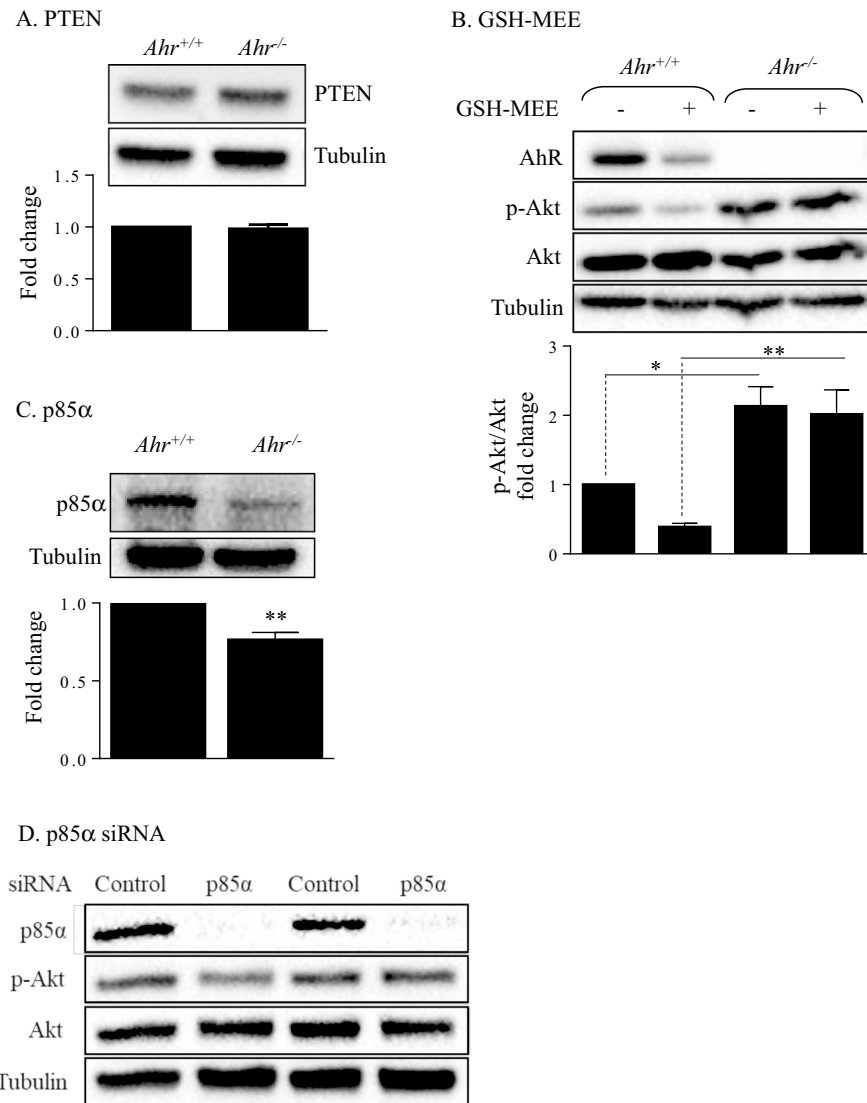 A. PTEN
Ahr+/+ Ahr-/-
PTEN
Tubulin
1.5
1.0
0.5
0.0
Fold change
B. GSH-MEE
Ahr+/+ Ahr-/-
GSH-MEE - + - +
AhR
p-Akt
Akt
Tubulin
3
2
1
0
p-Akt/Akt
fold change
* **
C. p85α
Ahr+/+ Ahr-/-
p85α
Tubulin
1.0
0.5
0.0
Fold change
**
D. p85α siRNA
siRNA Control p85α Control p85α
p85α
p-Akt
Akt
Tubulin